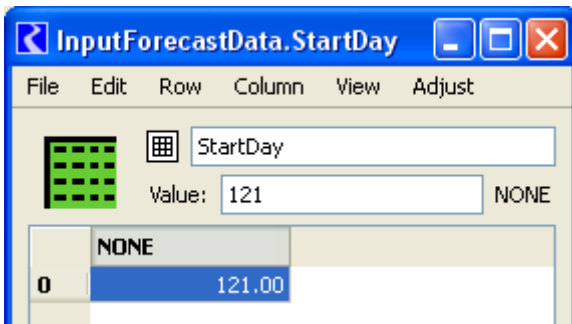 InputForecastData.StartDay
File Edit Row Column View Adjust
StartDay
Value: 121 NONE
NONE
0 121.00